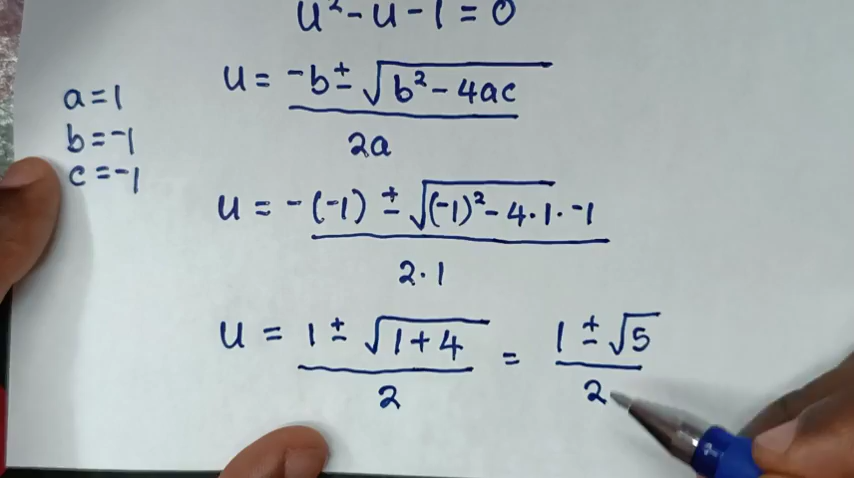 u² - u - 1 = 0
a = 1
b = -1
c = -1
u = (-b ± √(b² - 4ac)) / 2a
u = (-(-1) ± √((-1)² - 4·1·-1)) / 2·1
u = (1 ± √(1+4)) / 2 = (1 ± √5) / 2